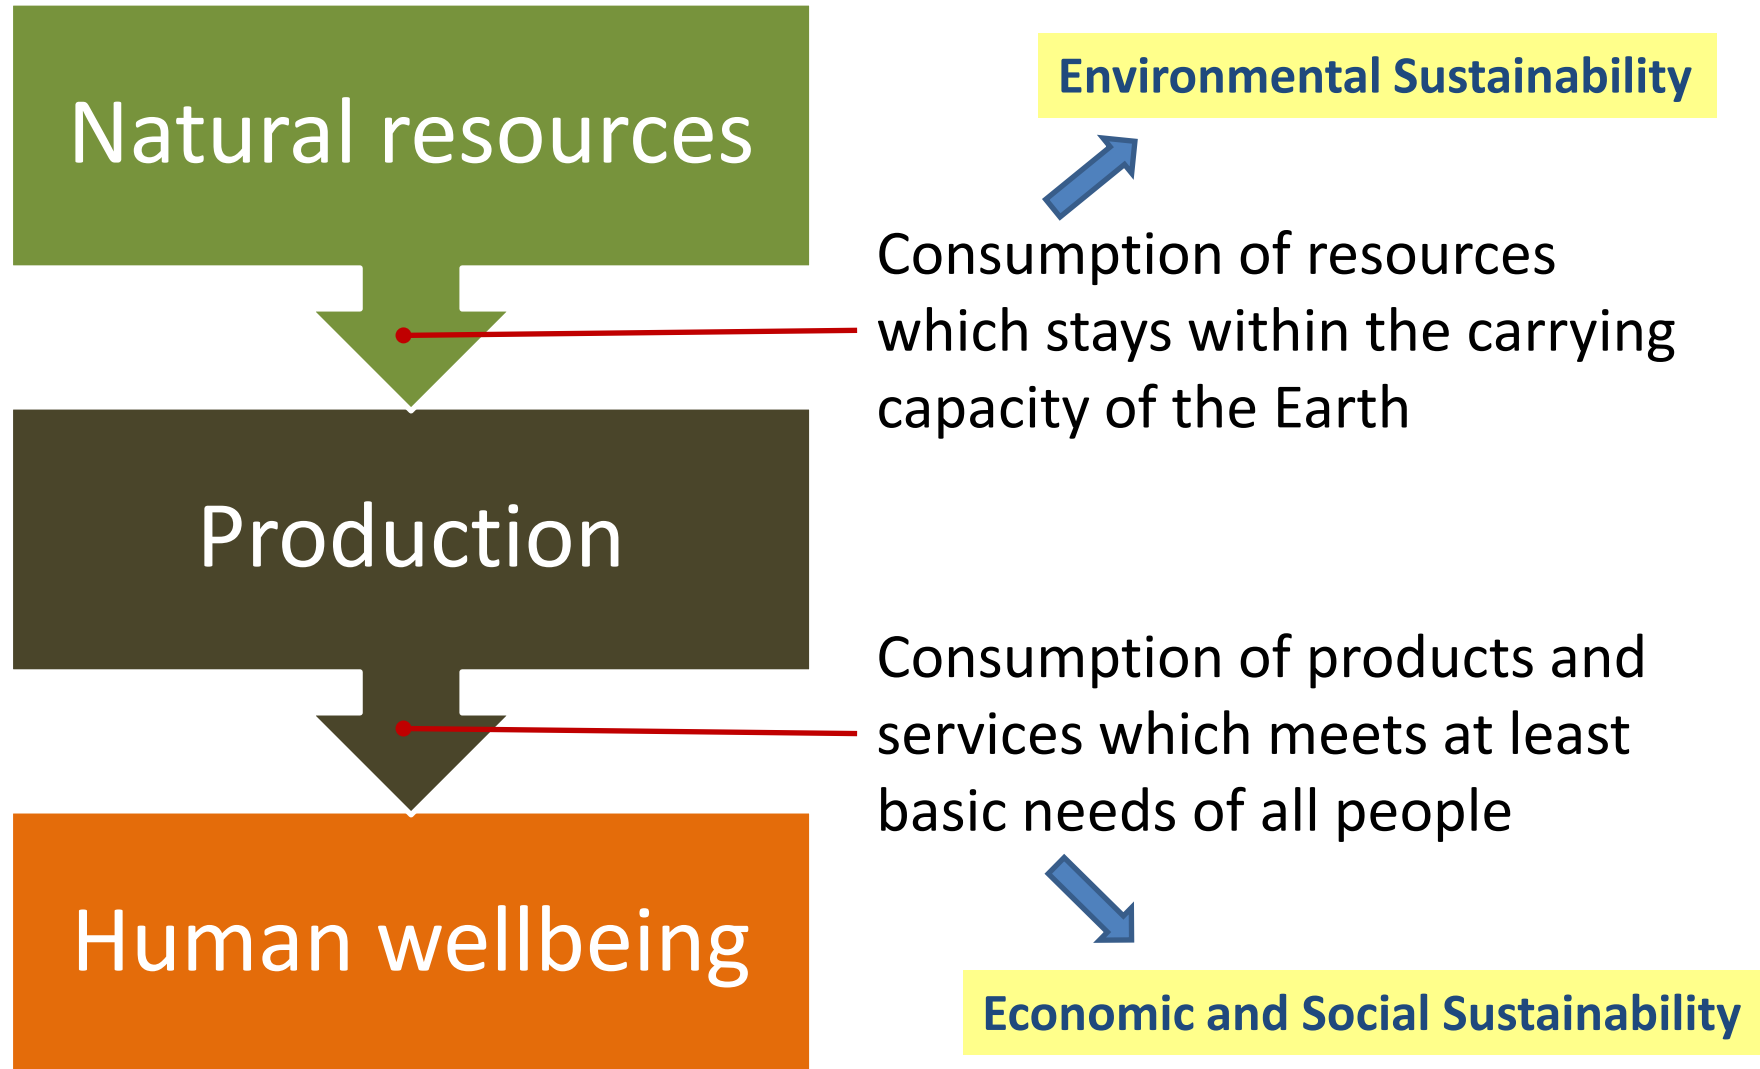 Natural resources
Environmental Sustainability
Consumption of resources
which stays within the carrying
capacity of the Earth
Production
Consumption of products and
services which meets at least
basic needs of all people
Human wellbeing
Economic and Social Sustainability